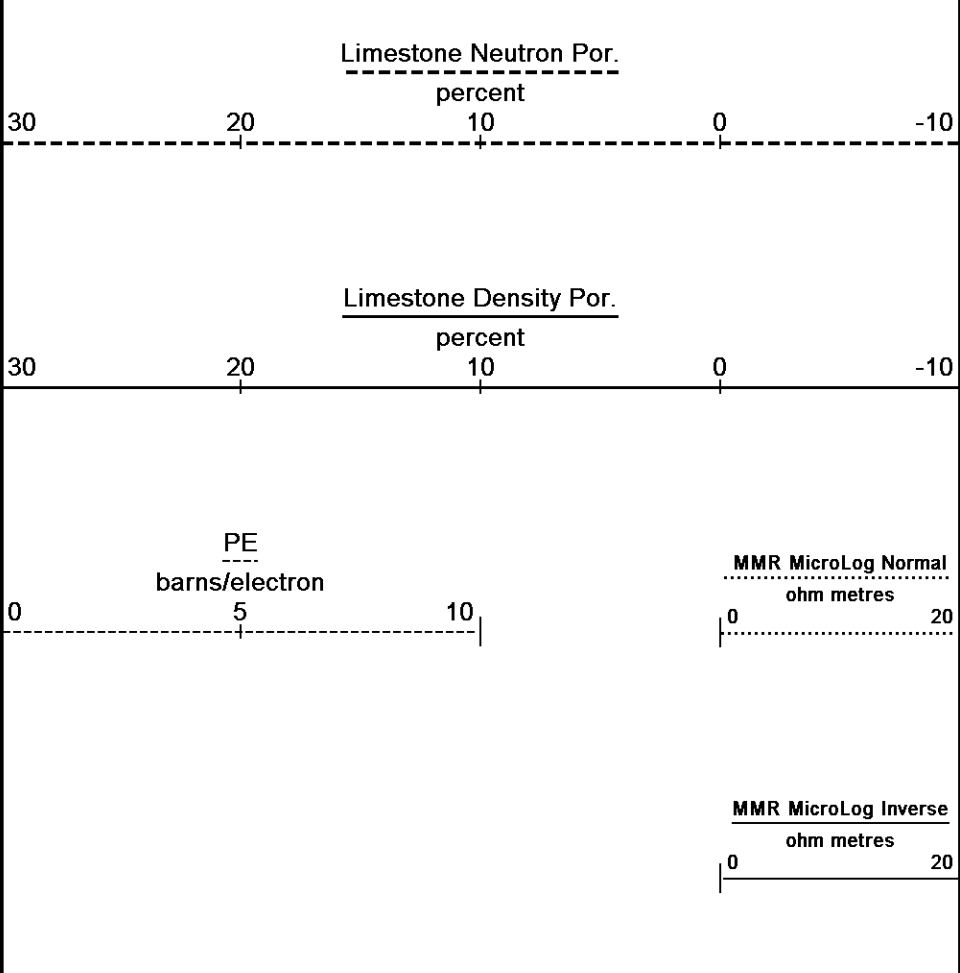 Limestone Neutron Por.
percent
30 20 10 0 -10
Limestone Density Por.
percent
30 20 10 0 -10
PE
barns/electron
0 5 10
MMR MicroLog Normal
ohm metres
0 20
MMR MicroLog Inverse
ohm metres
0 20